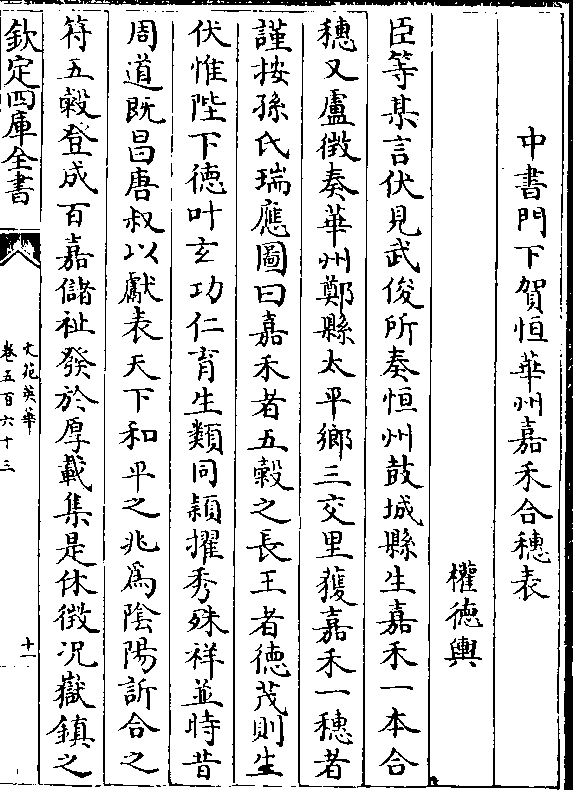 中書門下賀恒華州嘉禾合穗表
權德輿
臣等某言伏見武俊所奏恒州鼓城縣生嘉禾一本合
穗又盧徵奏華州鄭縣太平鄉三交里獲嘉禾一穗者
謹按孫氏瑞應圖曰嘉禾者五穀之長王者德茂則生
伏惟陛下德叶玄功仁育生類同穎擢秀殊祥並時昔
周道既昌唐叔以獻表天下和平之兆為陰陽訢合之
符五穀登成百嘉儲祉發於厚載集是休徵況嶽鎮之
欽定四庫全書
文苑英華
卷五百六十三
十一